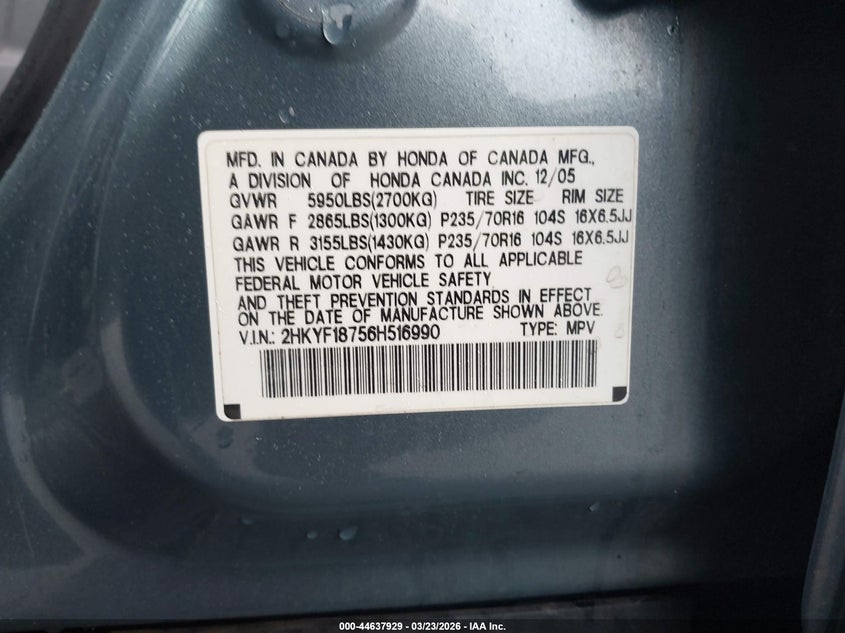 MFD. IN CANADA BY HONDA OF CANADA MFG.,
A DIVISION OF HONDA CANADA INC. 12/05
GVWR 5950LBS(2700KG) TIRE SIZE RIM SIZE
GAWR F 2865LBS(1300KG) P235/70R16 104S 16X6.5JJ
GAWR R 3155LBS(1430KG) P235/70R16 104S 16X6.5JJ
THIS VEHICLE CONFORMS TO ALL APPLICABLE
FEDERAL MOTOR VEHICLE SAFETY
AND THEFT PREVENTION STANDARDS IN EFFECT
ON THE DATE OF MANUFACTURE SHOWN ABOVE.
V.I.N.: 2HKYF18756H516990 TYPE: MPV
000-44637929 - 03/23/2026 - IAA Inc.